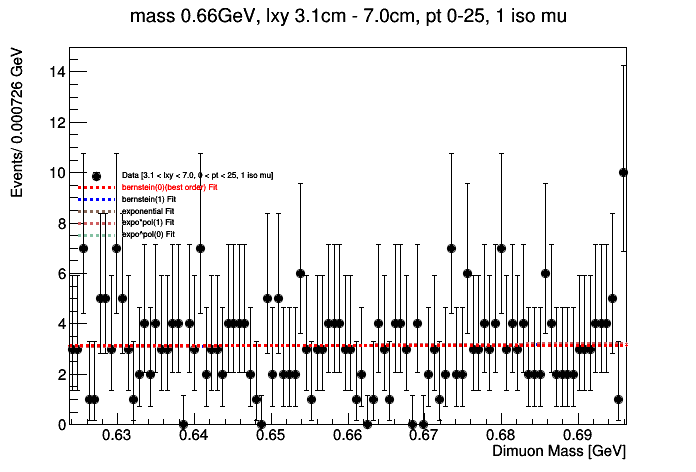 mass 0.66GeV, lxy 3.1cm - 7.0cm, pt 0-25, 1 iso mu
Events/ 0.000726 GeV
14
12
10
8
6
4
2
0
Data [3.1 < lxy < 7.0, 0 < pt < 25, 1 iso mu]
bernstein(0)(best order) Fit
bernstein(1) Fit
exponential Fit
expo*pol(1) Fit
expo*pol(0) Fit
0.63 0.64 0.65 0.66 0.67 0.68 0.69
Dimuon Mass [GeV]